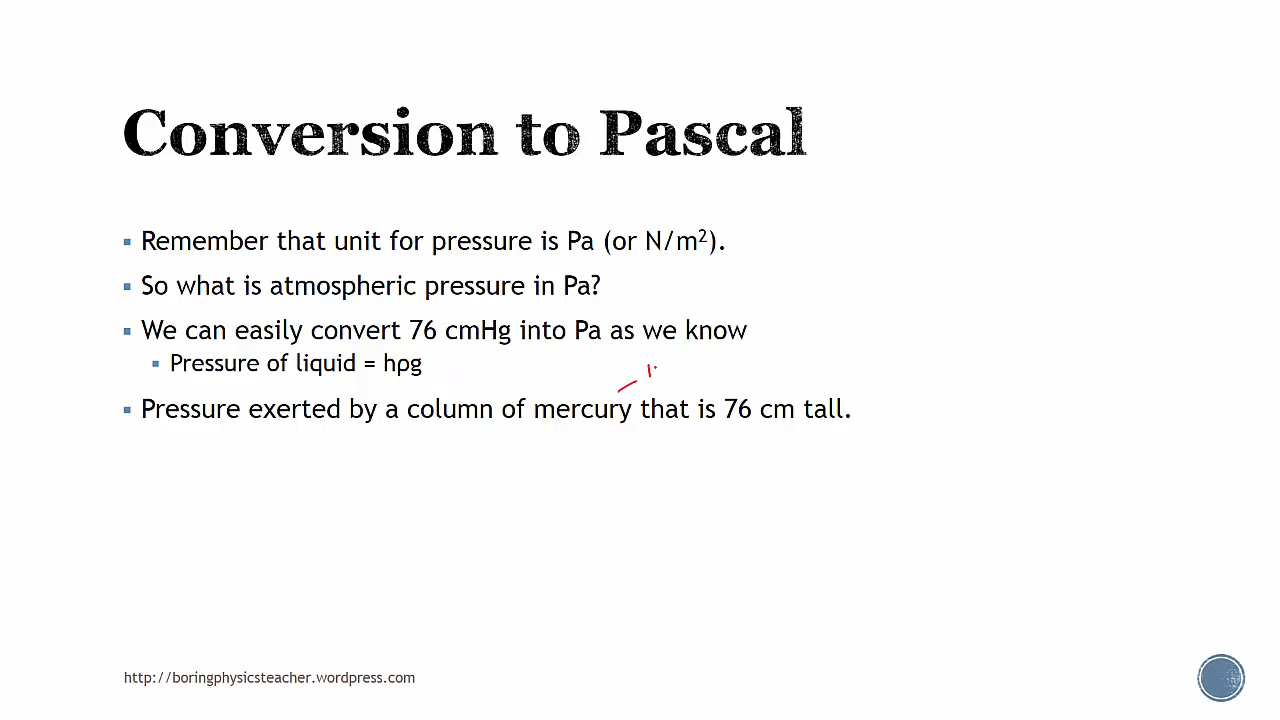 Conversion to Pascal
Remember that unit for pressure is Pa (or N/m²).
So what is atmospheric pressure in Pa?
We can easily convert 76 cmHg into Pa as we know
Pressure of liquid = hρg
Pressure exerted by a column of mercury that is 76 cm tall.
http://boringphysicsteacher.wordpress.com